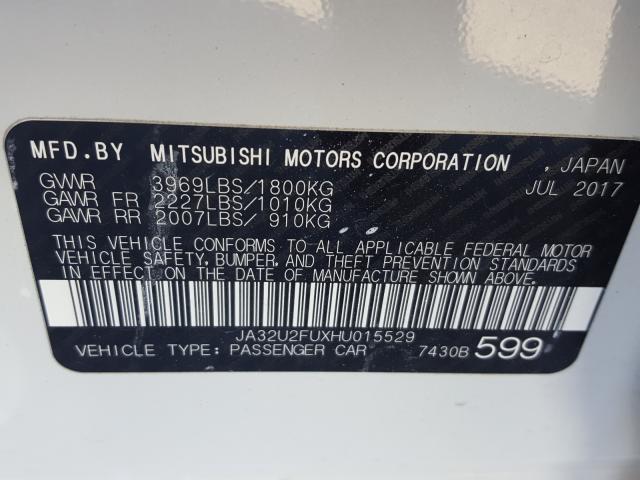 MFD.BY MITSUBISHI MOTORS CORPORATION , JAPAN
GVWR 3969LBS/1800KG JUL 2017
GAWR FR 2227LBS/1010KG
GAWR RR 2007LBS/ 910KG
THIS VEHICLE CONFORMS TO ALL APPLICABLE FEDERAL MOTOR
VEHICLE SAFETY, BUMPER, AND THEFT PREVENTION STANDARDS
IN EFFECT ON THE DATE OF MANUFACTURE SHOWN ABOVE.
JA32U2FUXHU015529
VEHICLE TYPE: PASSENGER CAR 7430B 599